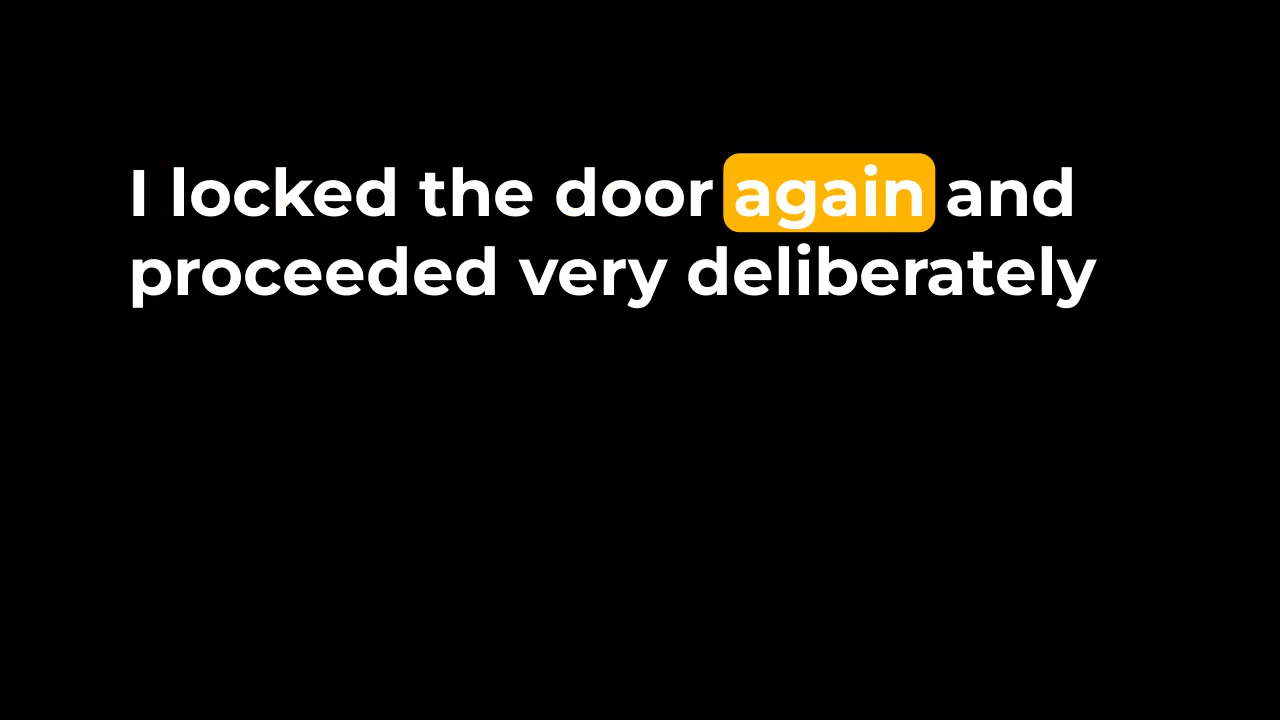 I locked the door again and
proceeded very deliberately